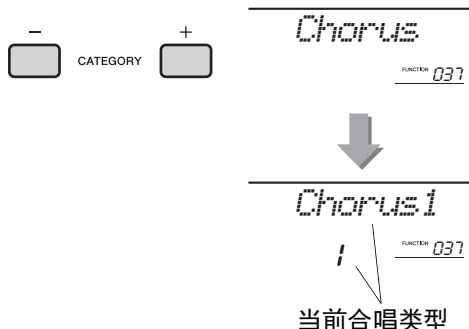 − CATEGORY +
Chorus
FUNCTION 037
Chorus1
1 FUNCTION 037
当前合唱类型